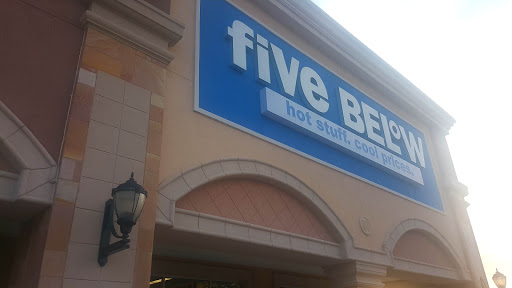 five BELOW
hot stuff. cool prices.